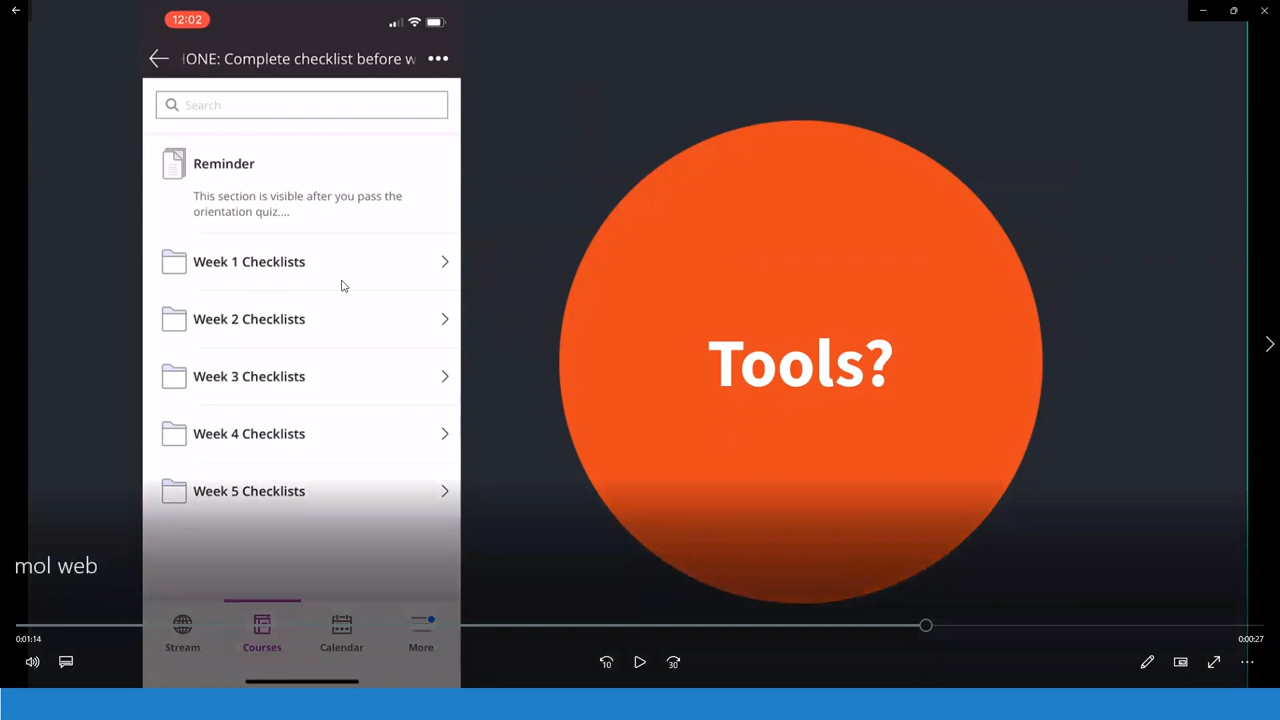 12:02
ONE: Complete checklist before w
Search
Reminder
This section is visible after you pass the
orientation quiz....
Week 1 Checklists
Week 2 Checklists
Week 3 Checklists
Week 4 Checklists
Week 5 Checklists
Tools?
mol web
Stream
Courses
Calendar
More
0:01:14
0:00:27
10
30